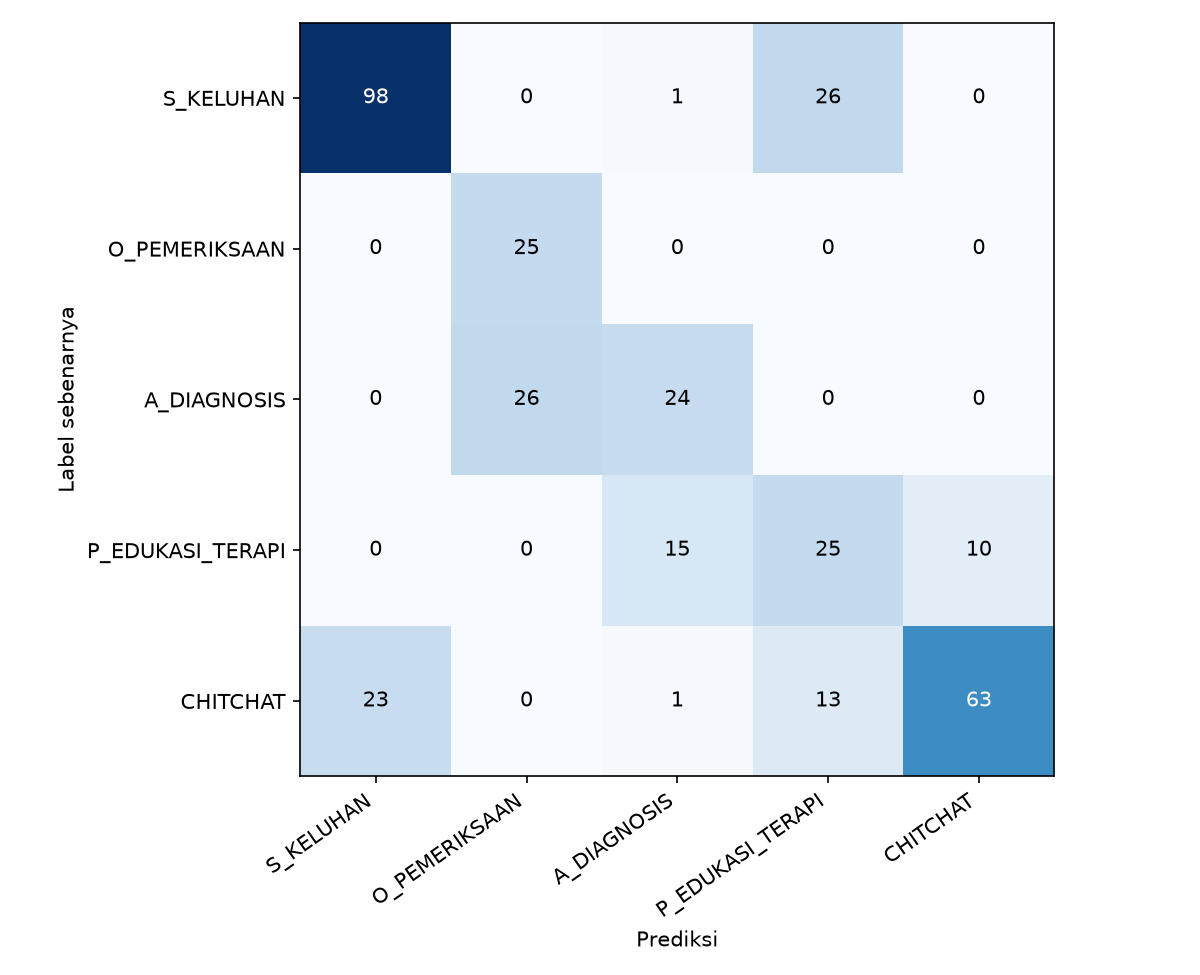 S_KELUHAN 98 0 1 26 0
O_PEMERIKSAAN 0 25 0 0 0
A_DIAGNOSIS 0 26 24 0 0
P_EDUKASI_TERAPI 0 0 15 25 10
CHITCHAT 23 0 1 13 63
Label sebenarnya
S_KELUHAN O_PEMERIKSAAN A_DIAGNOSIS P_EDUKASI_TERAPI CHITCHAT
Prediksi